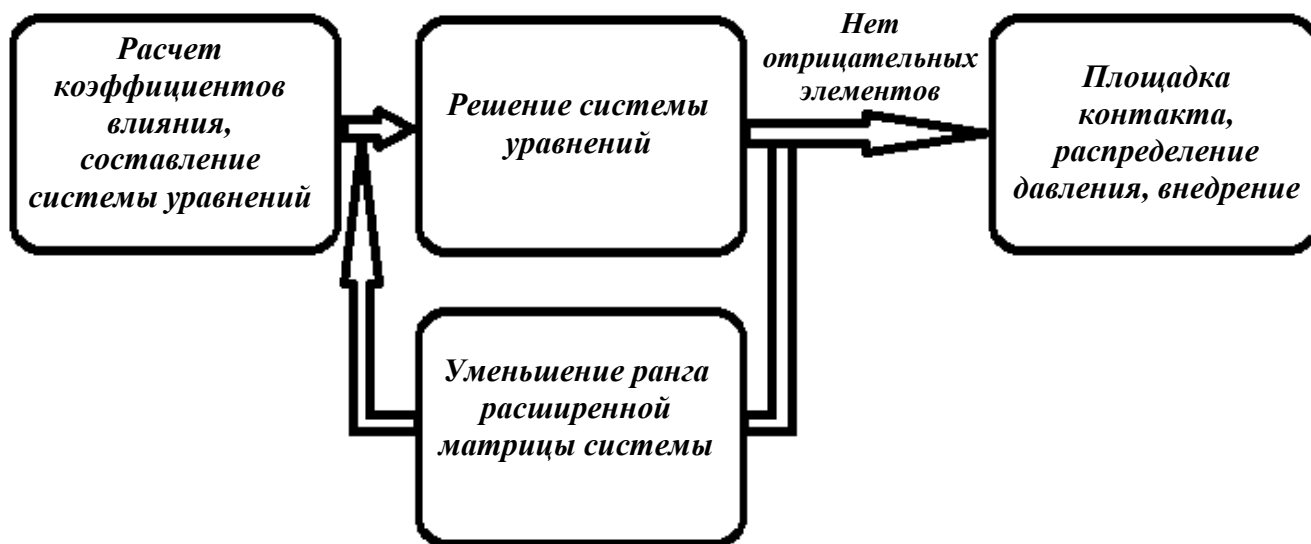 Расчет
коэффициентов
влияния,
составление
системы уравнений
Решение системы
уравнений
Нет
отрицательных
элементов
Площадка
контакта,
распределение
давления, внедрение
Уменьшение ранга
расширенной
матрицы системы